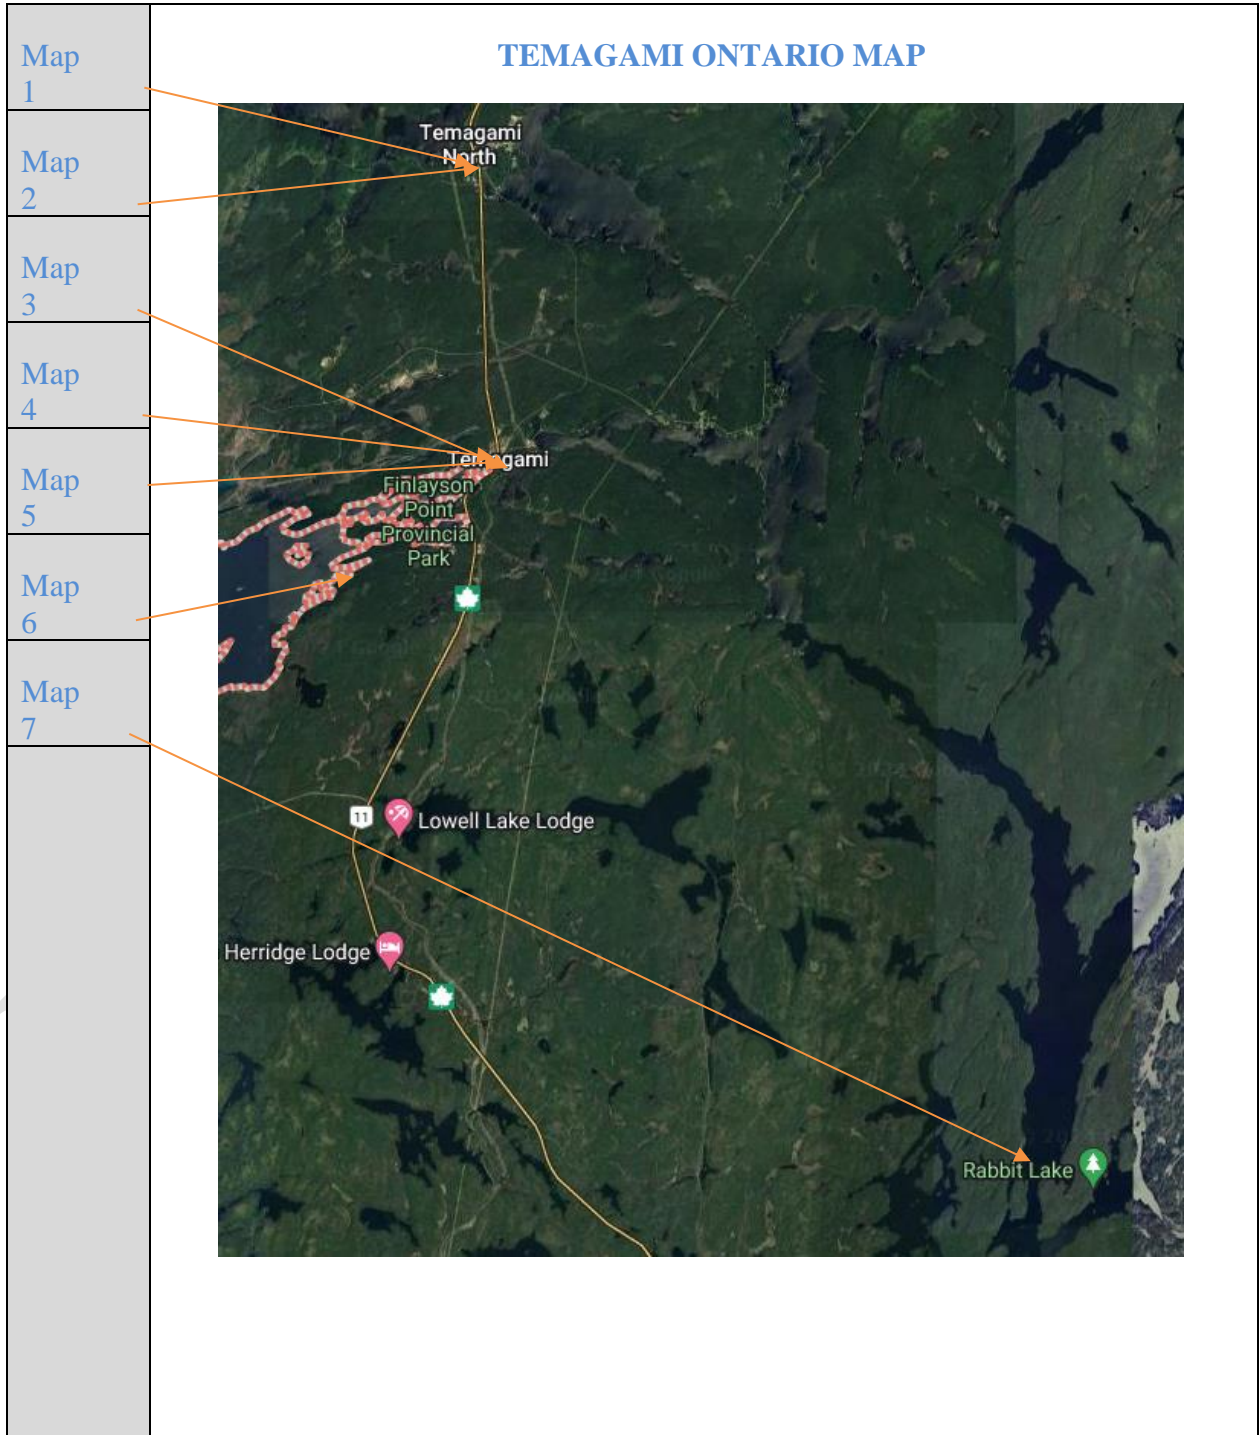 Map
1
Map
2
Map
3
Map
4
Map
5
Map
6
Map
7
TEMAGAMI ONTARIO MAP
Temagami
North
Temagami
Finlayson
Point
Provincial
Park
11
Lowell Lake Lodge
Herridge Lodge
Rabbit Lake